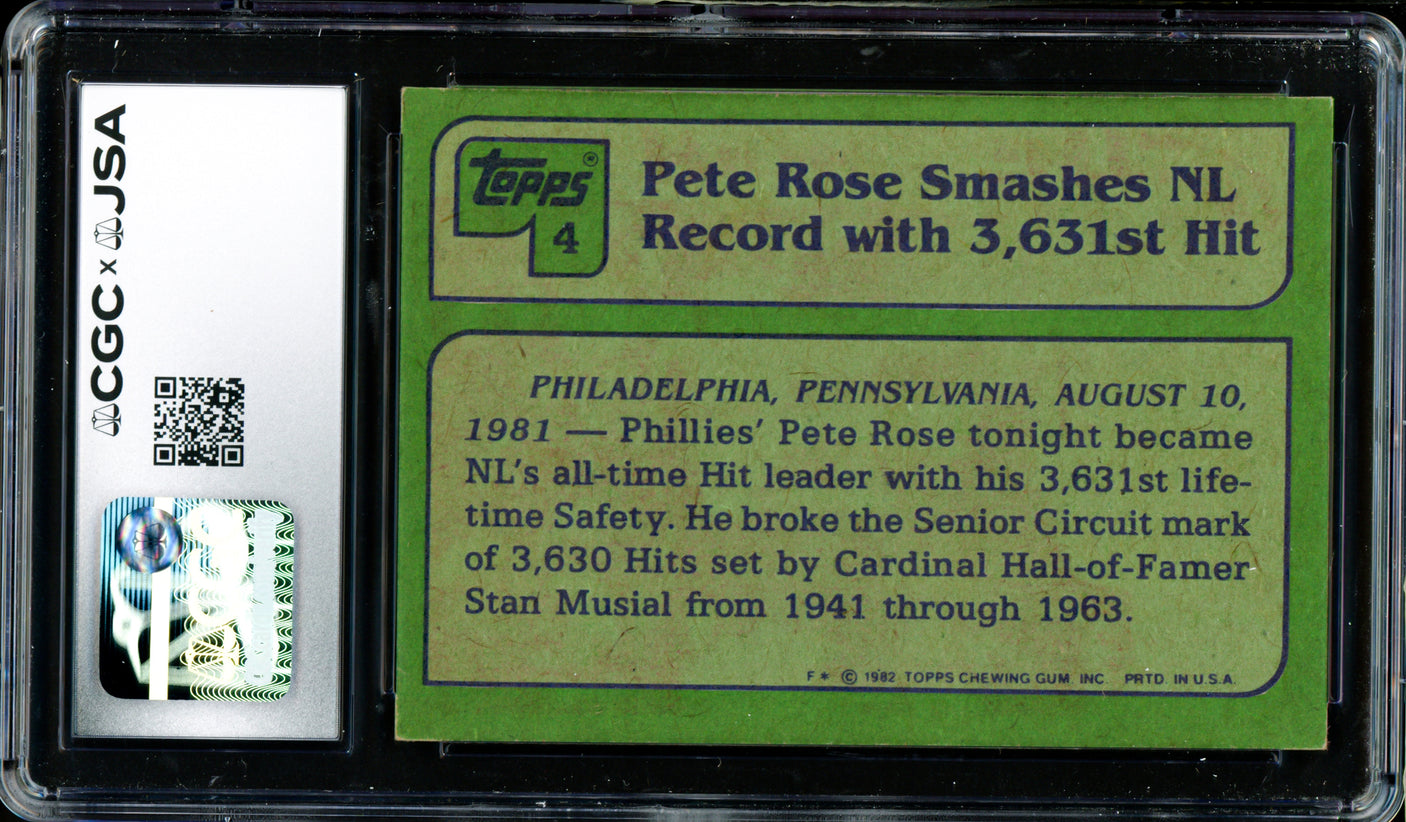 CGC x JSA
topps®
4
Pete Rose Smashes NL
Record with 3,631st Hit
PHILADELPHIA, PENNSYLVANIA, AUGUST 10,
1981 — Phillies' Pete Rose tonight became
NL's all-time Hit leader with his 3,631st life-
time Safety. He broke the Senior Circuit mark
of 3,630 Hits set by Cardinal Hall-of-Famer
Stan Musial from 1941 through 1963.
F* © 1982 TOPPS CHEWING GUM, INC. PRTD. IN U.S.A.